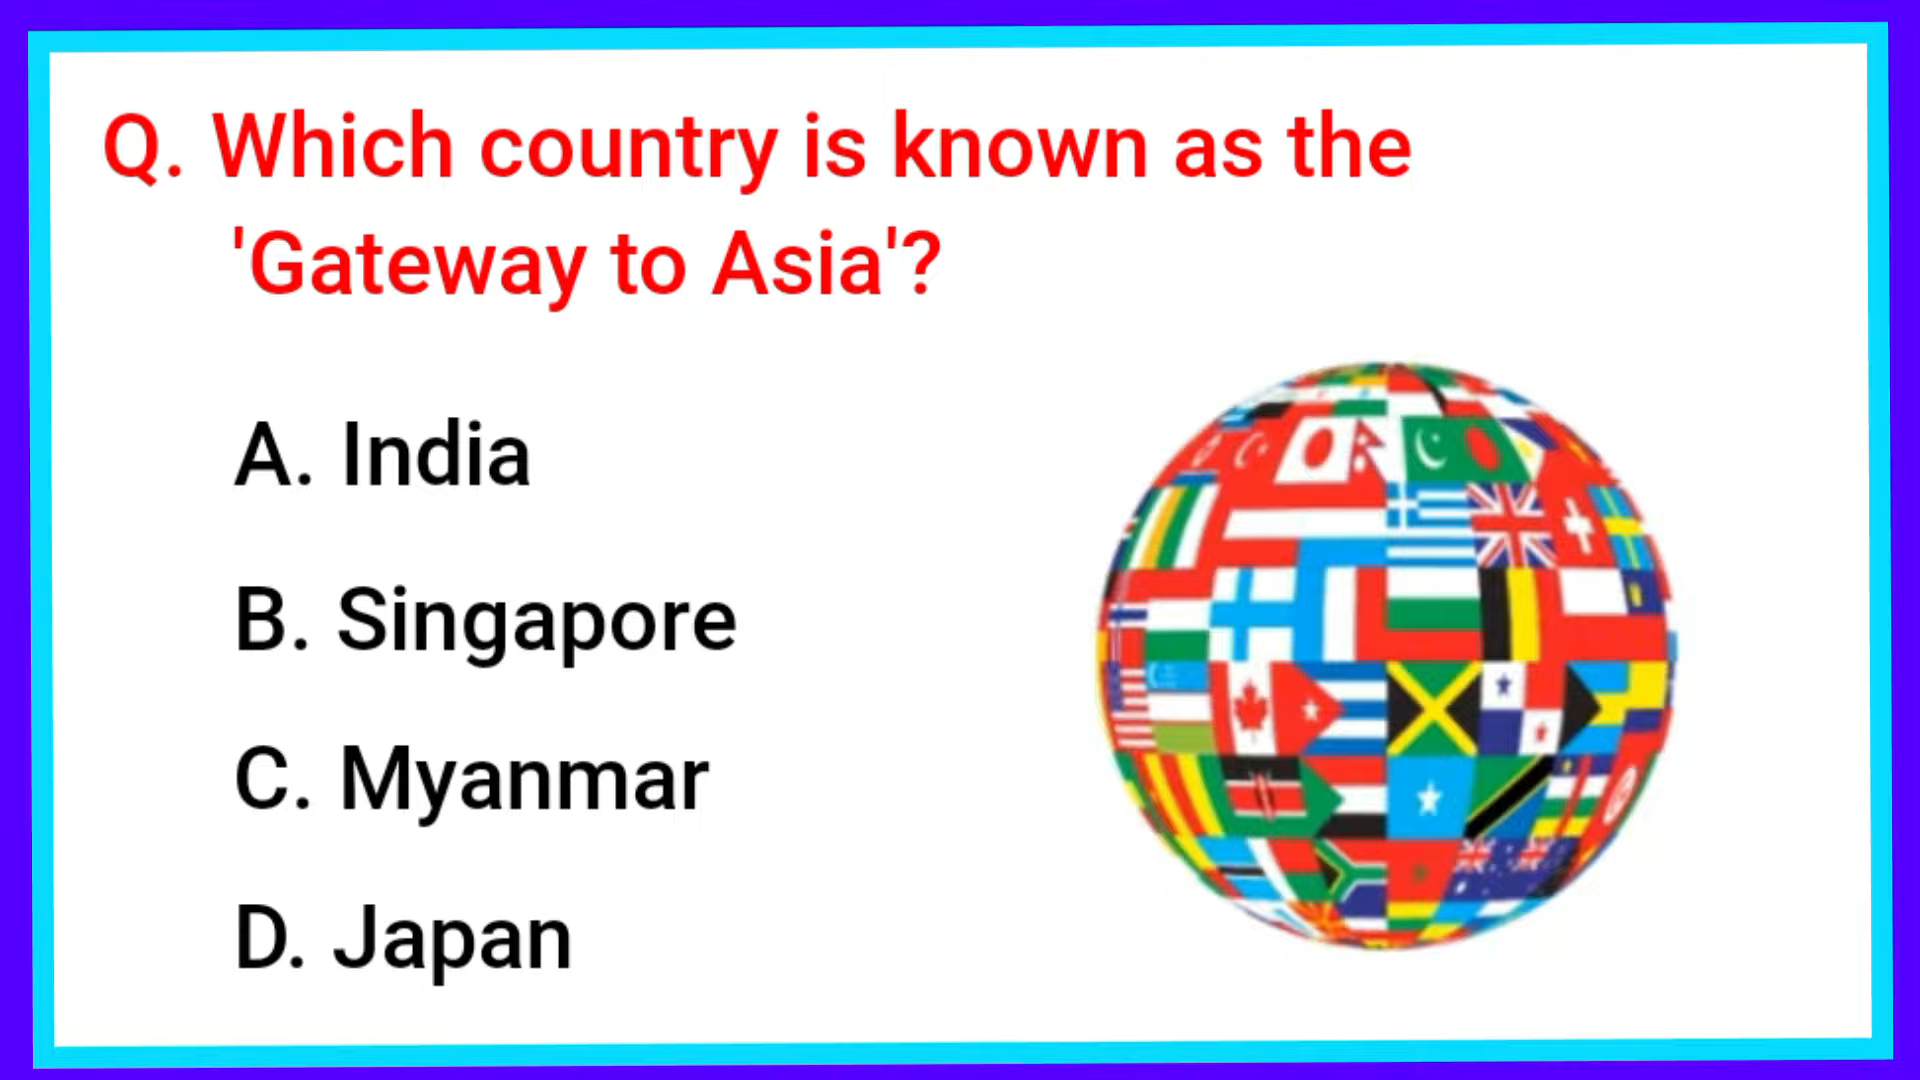 Q. Which country is known as the
'Gateway to Asia'?
A. India
B. Singapore
C. Myanmar
D. Japan